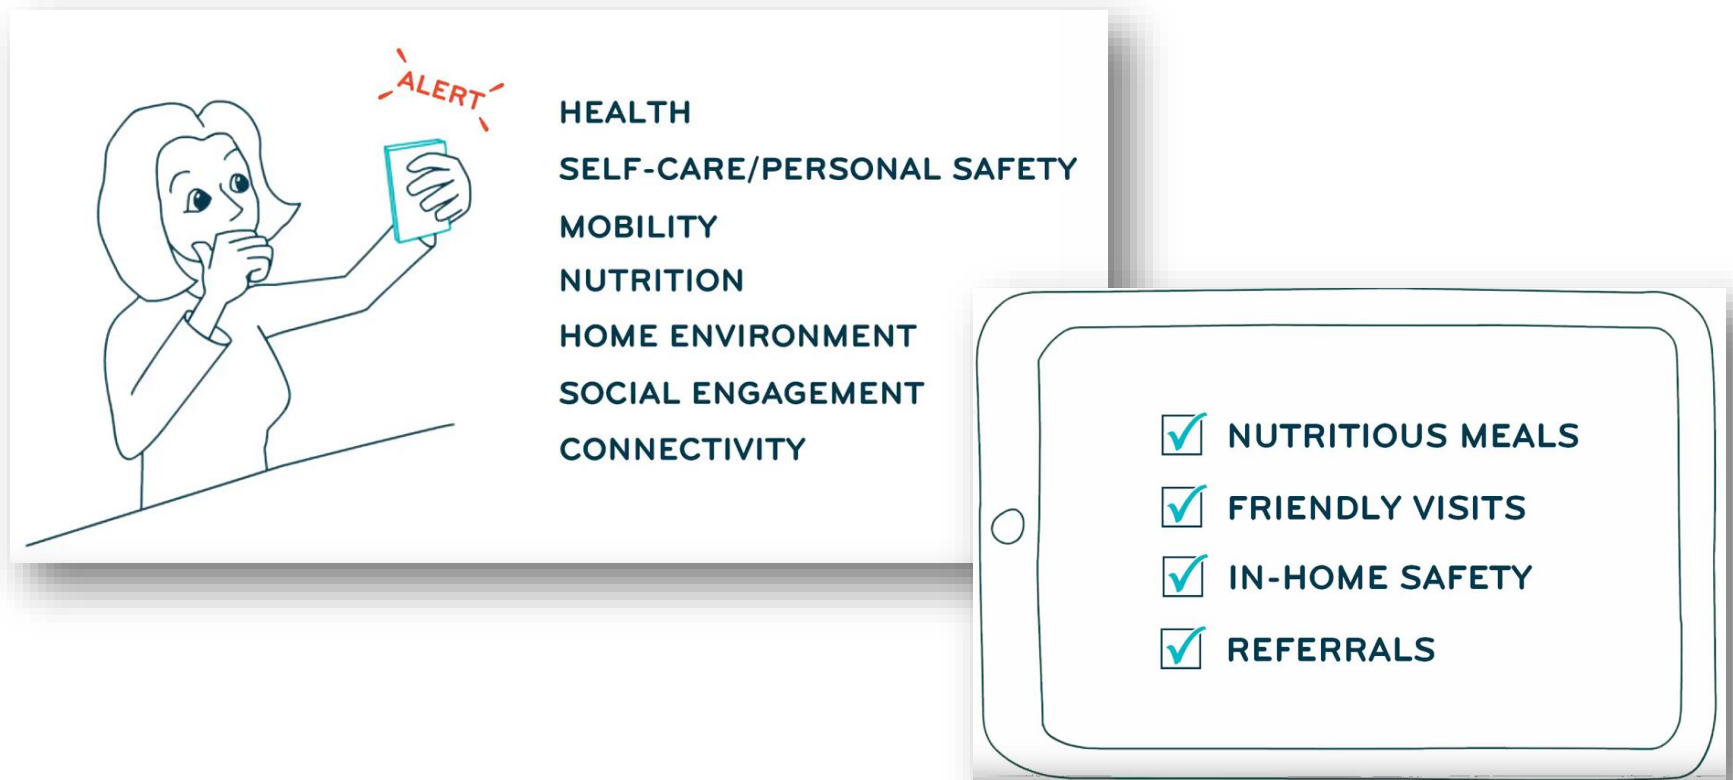 ALERT
HEALTH
SELF-CARE/PERSONAL SAFETY
MOBILITY
NUTRITION
HOME ENVIRONMENT
SOCIAL ENGAGEMENT
CONNECTIVITY
NUTRITIOUS MEALS
FRIENDLY VISITS
IN-HOME SAFETY
REFERRALS